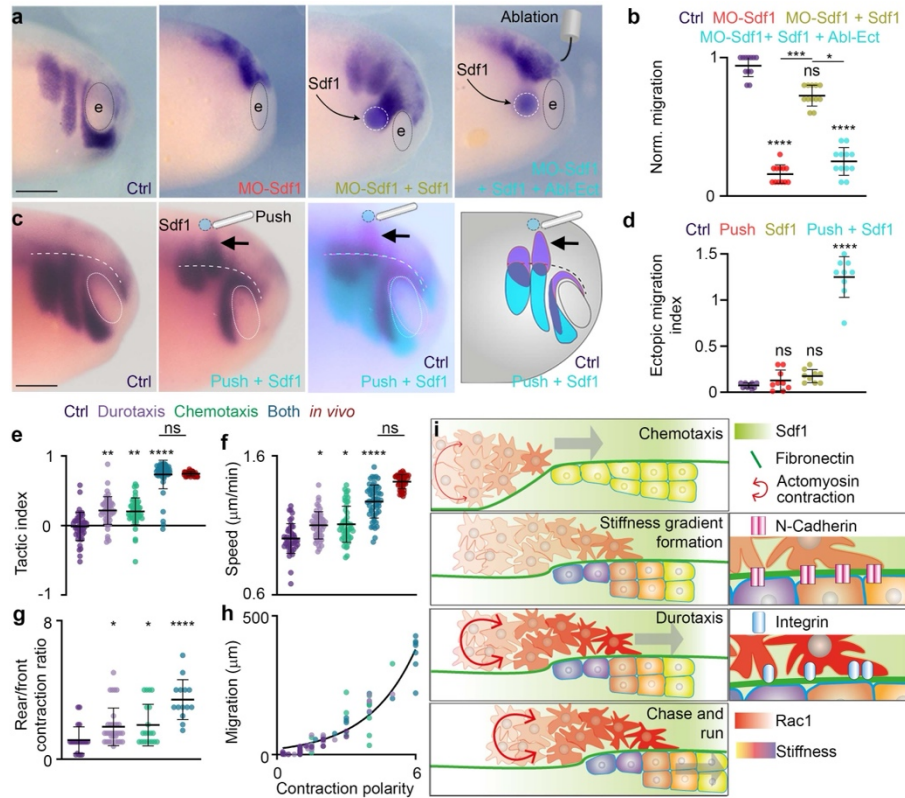 a
e
Ctrl
MO-Sdf1
Sdf1
e
MO-Sdf1 + Sdf1
Ablation
MO-Sdf1
+ Sdf1 + Abl-Ect
b
Ctrl MO-Sdf1 MO-Sdf1 + Sdf1
MO-Sdf1+ Sdf1 + Abl-Ect
*** *
ns
**** ****
1
0
Norm. migration
c
Ctrl
Sdf1
Push
Push + Sdf1
Ctrl
Push + Sdf1
Ctrl
Push + Sdf1
d
Ctrl Push Sdf1 Push + Sdf1
****
ns ns
1.5
0.5
0
Ectopic migration
index
Ctrl Durotaxis Chemotaxis Both in vivo
e
ns
** ** ****
1
0
-1
Tactic index
f
ns
* * ****
1.6
0.6
Speed (µm/min)
g
* * ****
8
0
Rear/front
contraction ratio
h
500
0
Migration (µm)
0 6
Contraction polarity
i
Chemotaxis
Stiffness gradient
formation
Durotaxis
Chase and
run
Sdf1
Fibronectin
Actomyosin
contraction
N-Cadherin
Integrin
Rac1
Stiffness